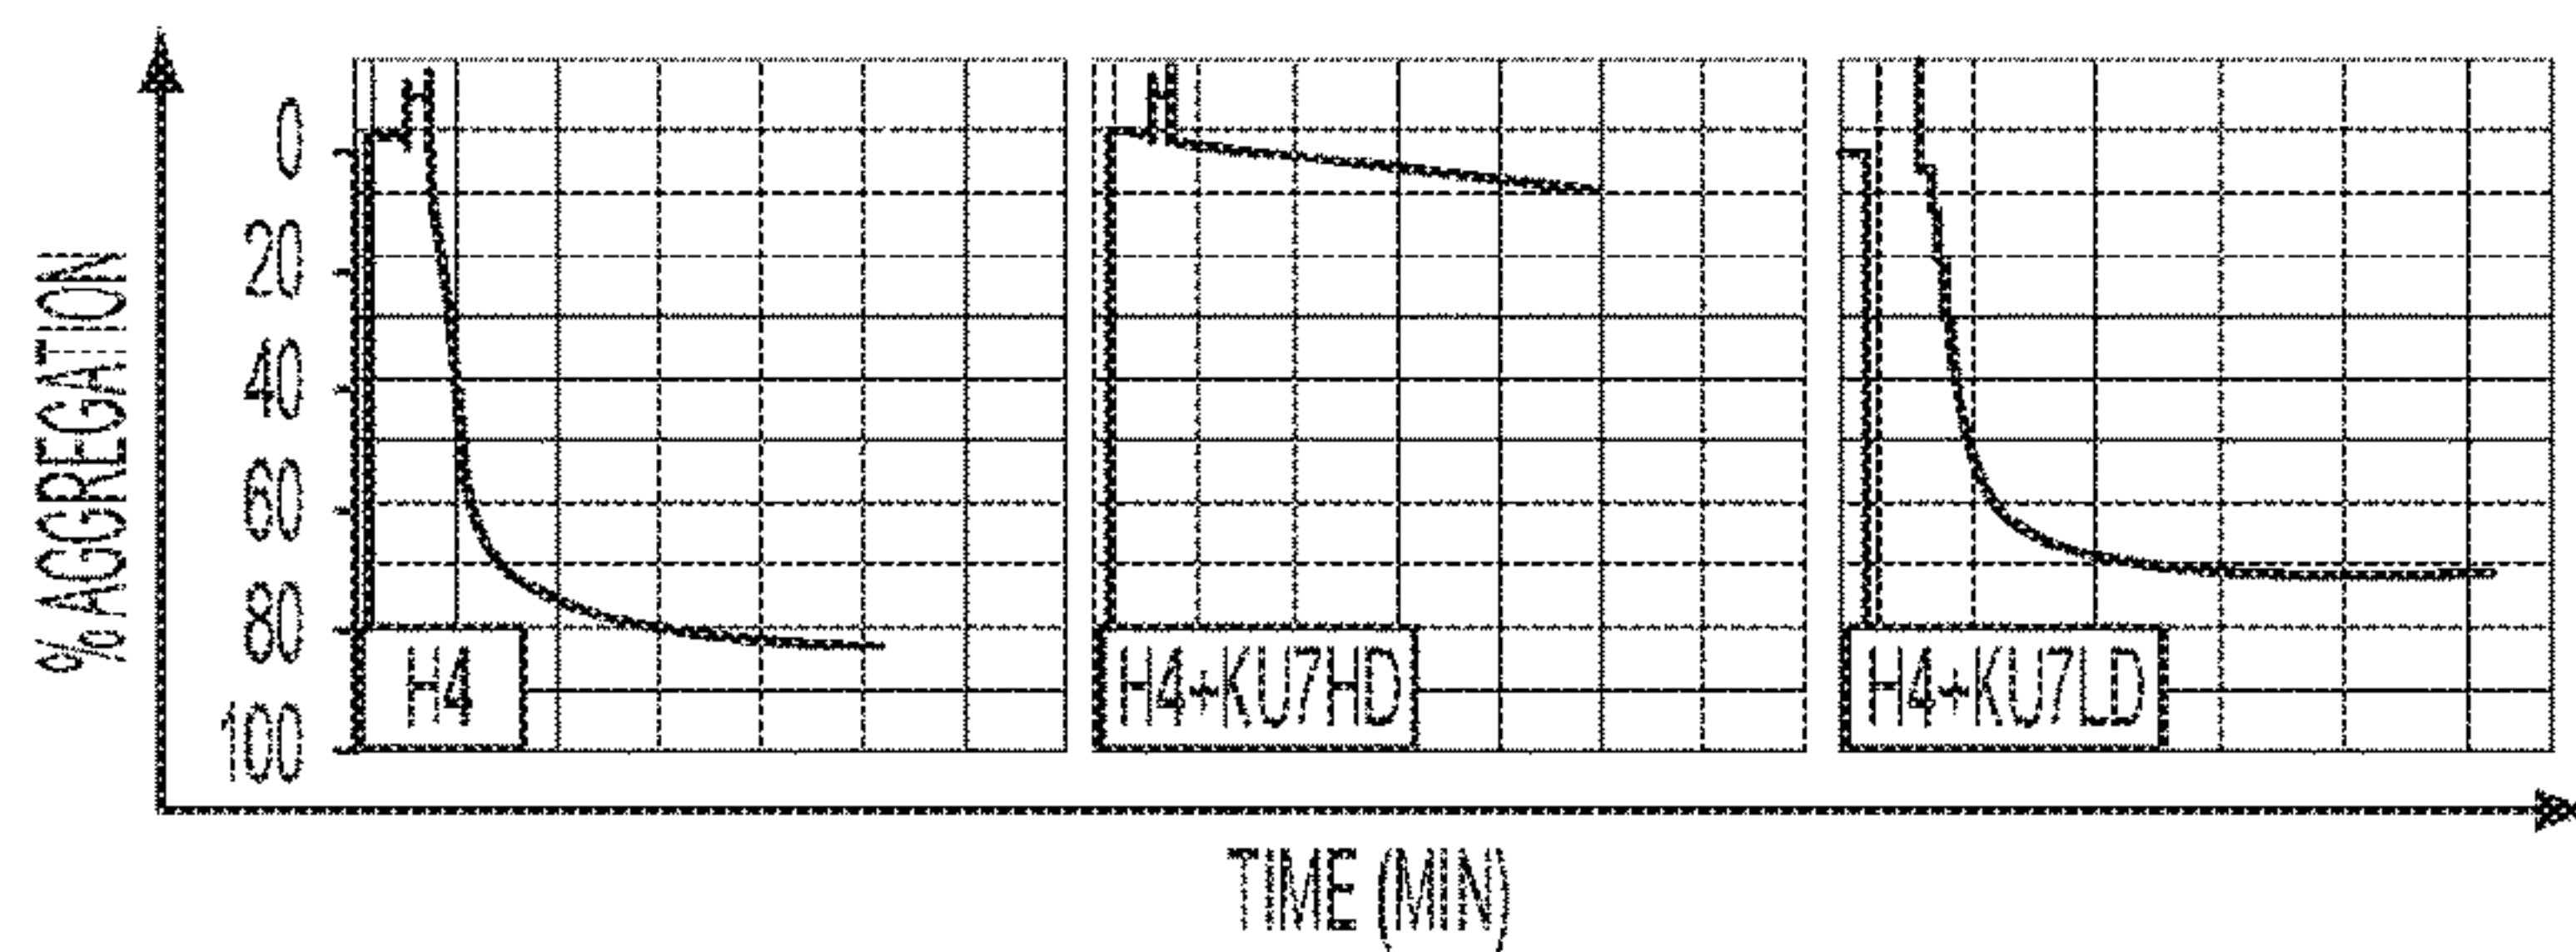 % AGGREGATION
0
20
40
60
80
100
H4
H4+KU7HD
H4+KU7LD
TIME (MIN)